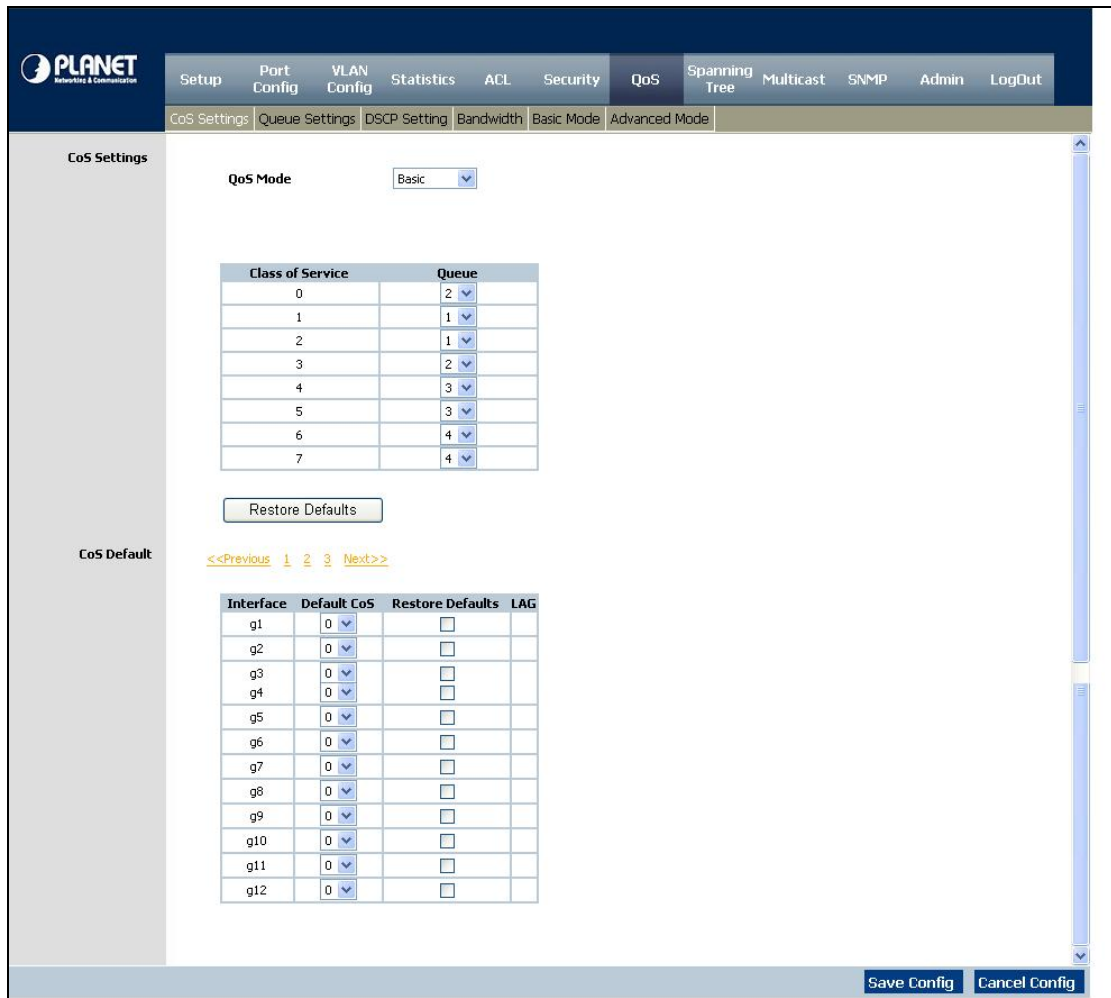 PLANET
Networking & Communication
Setup Port Config VLAN Config Statistics ACL Security QoS Spanning Tree Multicast SNMP Admin LogOut
CoS Settings Queue Settings DSCP Setting Bandwidth Basic Mode Advanced Mode
CoS Settings
QoS Mode Basic
Class of Service Queue
0 2
1 1
2 1
3 2
4 3
5 3
6 4
7 4
Restore Defaults
CoS Default
<<Previous 1 2 3 Next>>
Interface Default CoS Restore Defaults LAG
g1 0
g2 0
g3 0
g4 0
g5 0
g6 0
g7 0
g8 0
g9 0
g10 0
g11 0
g12 0
Save Config Cancel Config